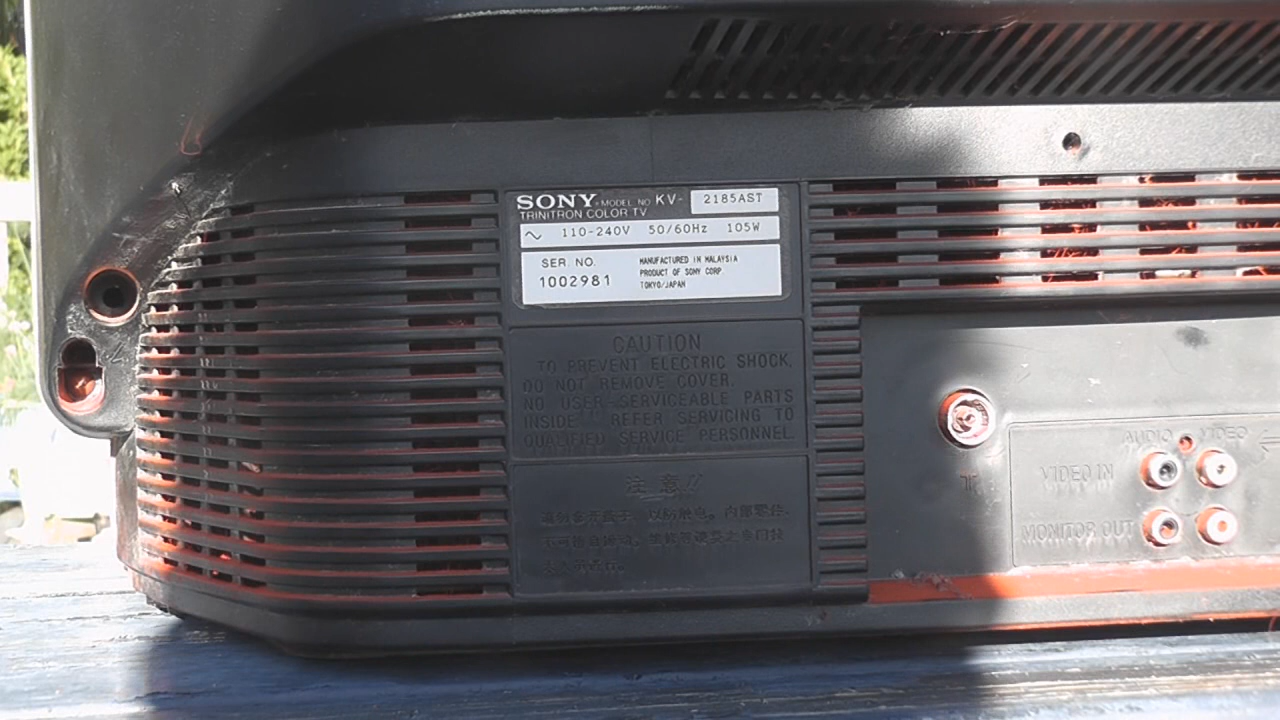 SONY MODEL NO KV- 2185AST
TRINITRON COLOR TV
110-240V 50/60Hz 105W
SER. NO.
1002981
MANUFACTURED IN MALAYSIA
PRODUCT OF SONY CORP.
TOKYO/JAPAN
CAUTION
TO PREVENT ELECTRIC SHOCK,
DO NOT REMOVE COVER.
NO USER-SERVICEABLE PARTS
INSIDE REFER SERVICING TO
QUALIFIED SERVICE PERSONNEL.
注意!!
AUDIO VIDEO
VIDEO IN
MONITOR OUT